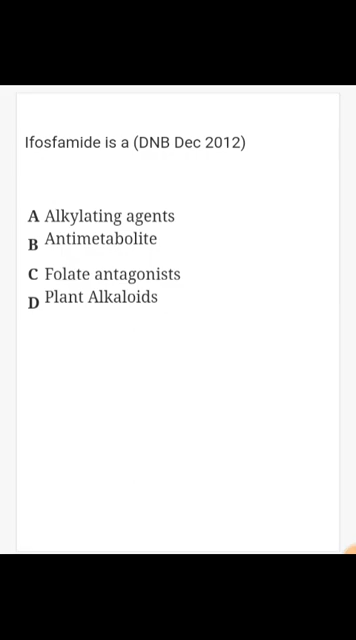 Ifosfamide is a (DNB Dec 2012)
A Alkylating agents
B Antimetabolite
C Folate antagonists
D Plant Alkaloids